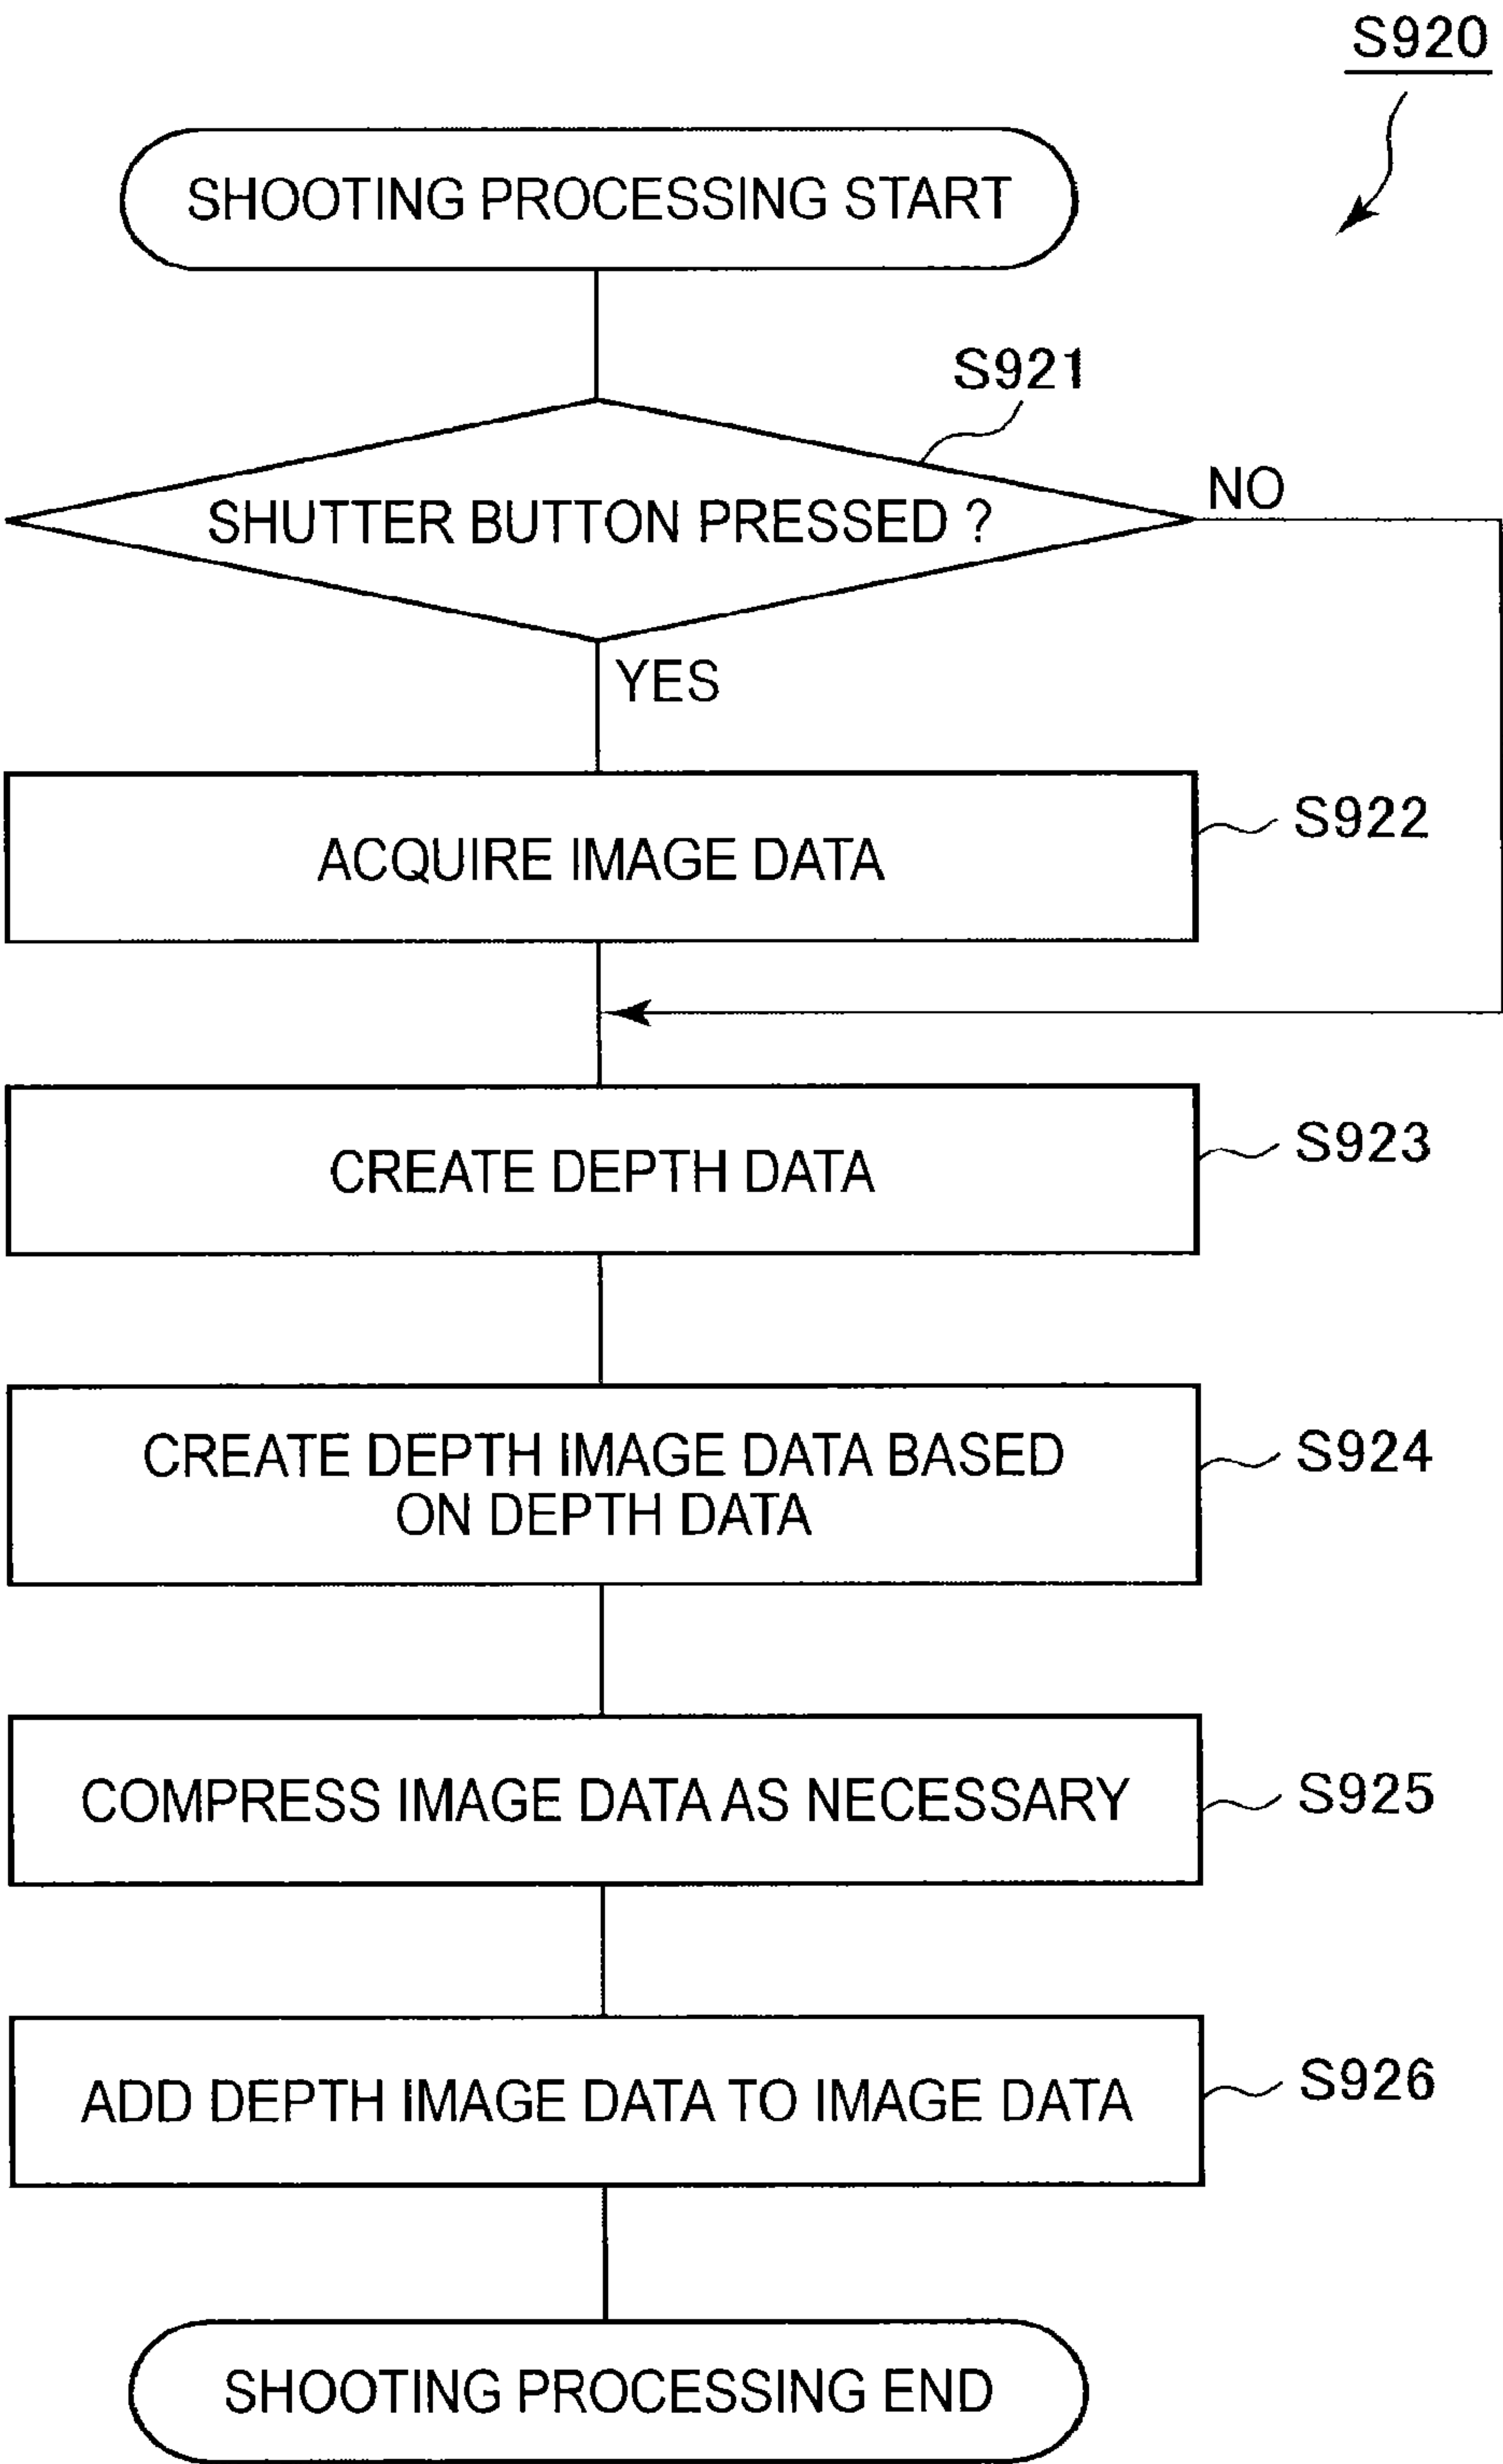 S920
SHOOTING PROCESSING START
S921
SHUTTER BUTTON PRESSED ?
NO
YES
ACQUIRE IMAGE DATA
S922
CREATE DEPTH DATA
S923
CREATE DEPTH IMAGE DATA BASED
ON DEPTH DATA
S924
COMPRESS IMAGE DATA AS NECESSARY
S925
ADD DEPTH IMAGE DATA TO IMAGE DATA
S926
SHOOTING PROCESSING END